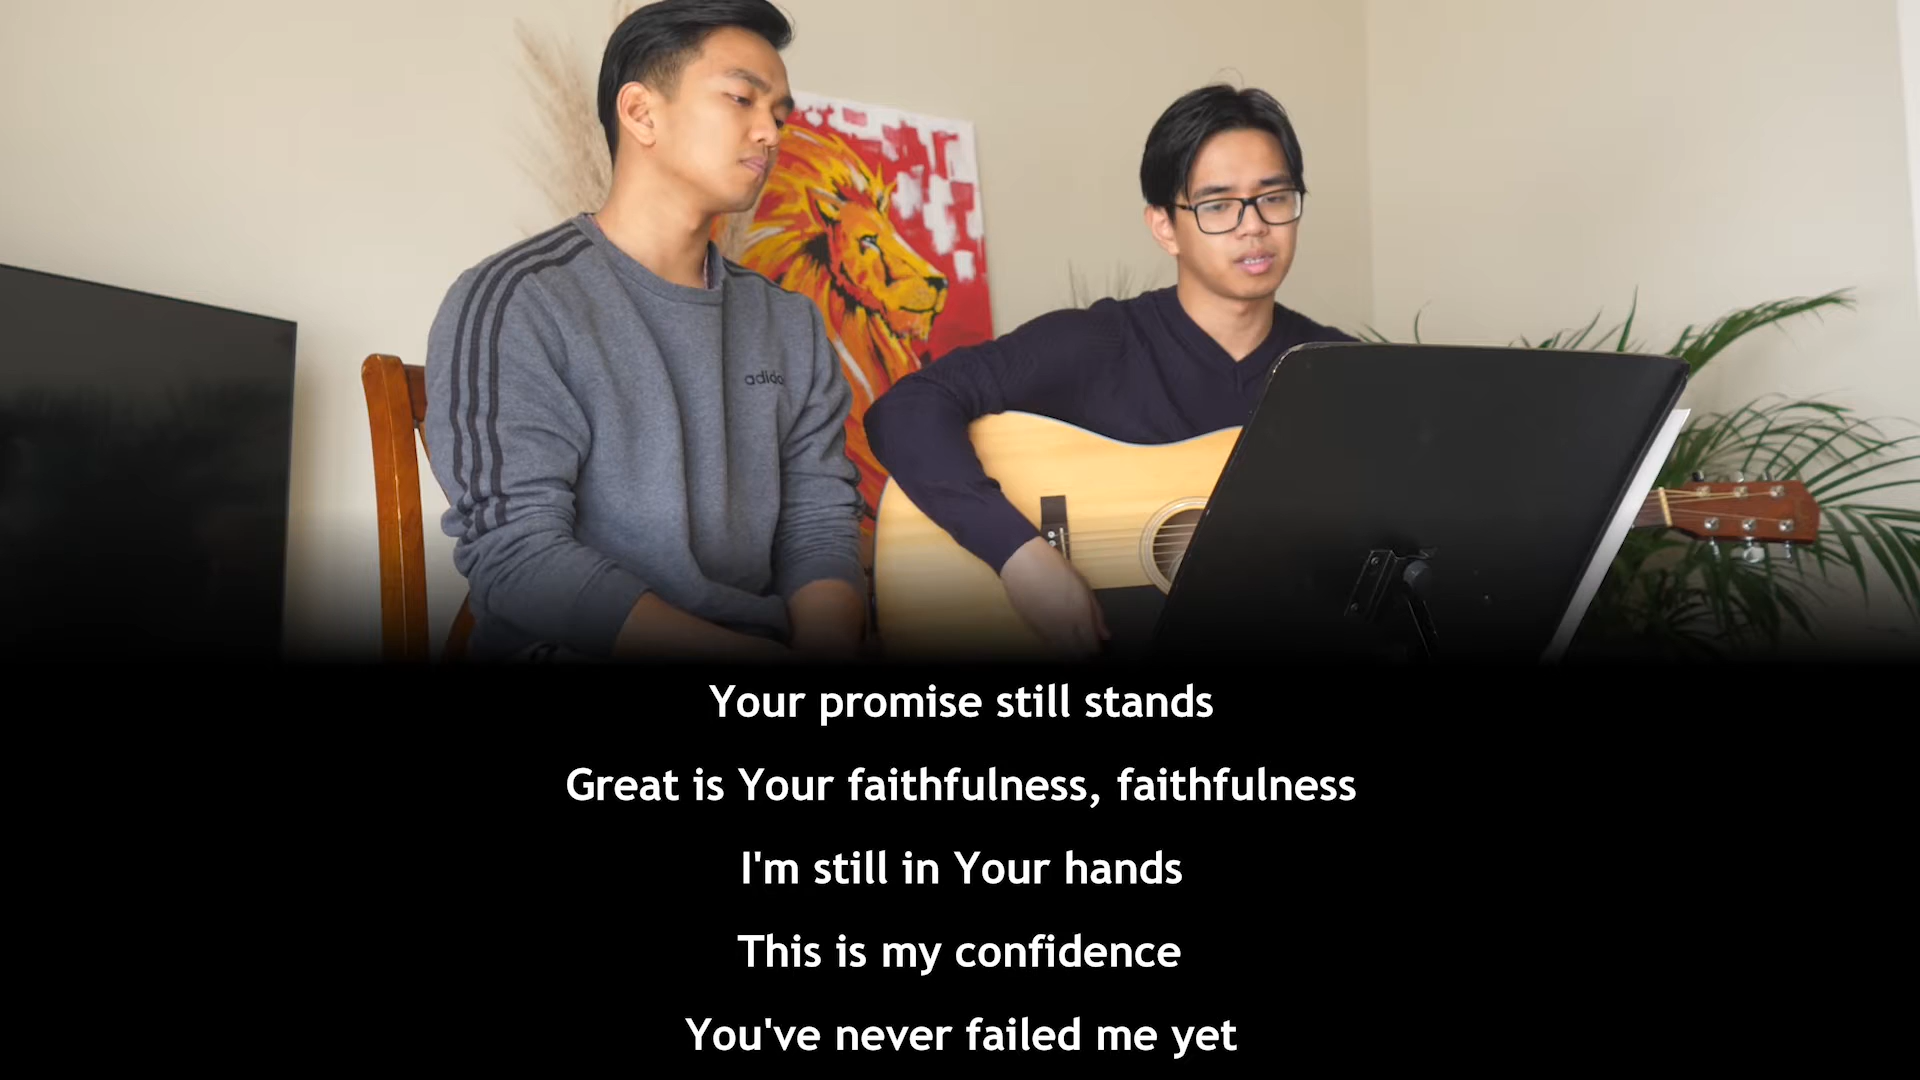 adidas
Your promise still stands
Great is Your faithfulness, faithfulness
I'm still in Your hands
This is my confidence
You've never failed me yet